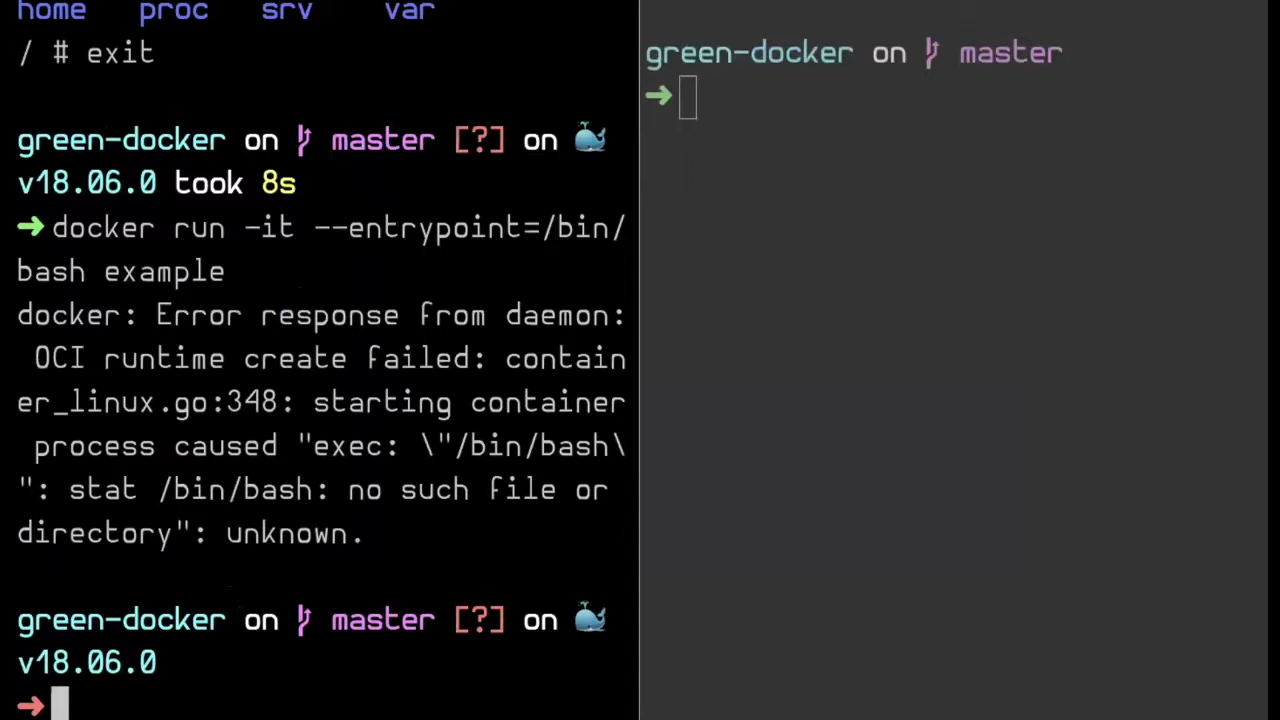 home proc srv var
/ # exit
green-docker on master [?] on
v18.06.0 took 8s
➜ docker run -it --entrypoint=/bin/
bash example
docker: Error response from daemon:
OCI runtime create failed: contain
er_linux.go:348: starting container
process caused "exec: \"/bin/bash\
": stat /bin/bash: no such file or
directory": unknown.
green-docker on master [?] on
v18.06.0
➜
green-docker on master
➜